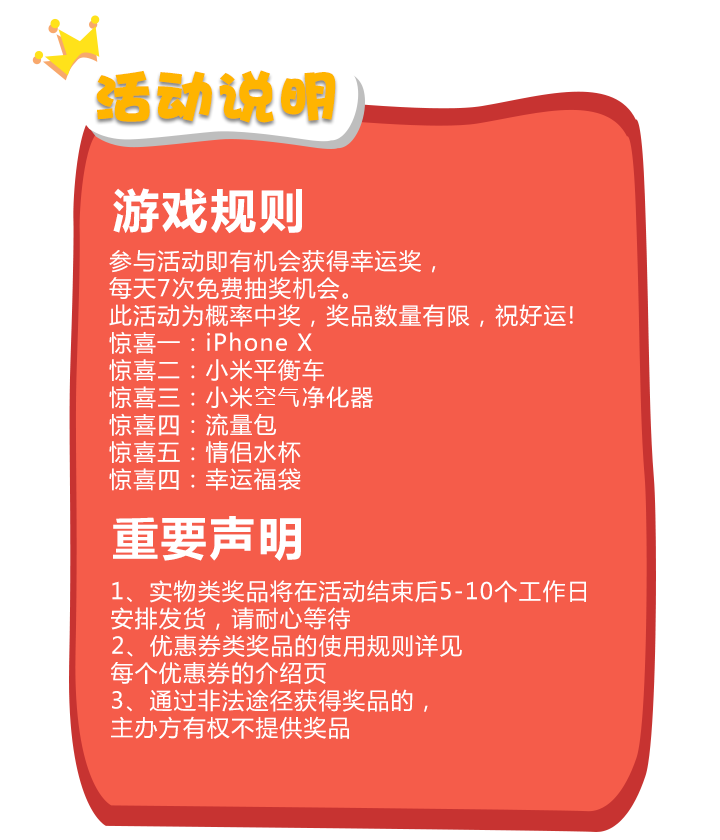 活动说明
游戏规则
参与活动即有机会获得幸运奖，
每天7次免费抽奖机会。
此活动为概率中奖，奖品数量有限，祝好运!
惊喜一：iPhone X
惊喜二：小米平衡车
惊喜三：小米空气净化器
惊喜四：流量包
惊喜五：情侣水杯
惊喜四：幸运福袋
重要声明
1、实物类奖品将在活动结束后5-10个工作日
安排发货，请耐心等待
2、优惠券类奖品的使用规则详见
每个优惠券的介绍页
3、通过非法途径获得奖品的，
主办方有权不提供奖品